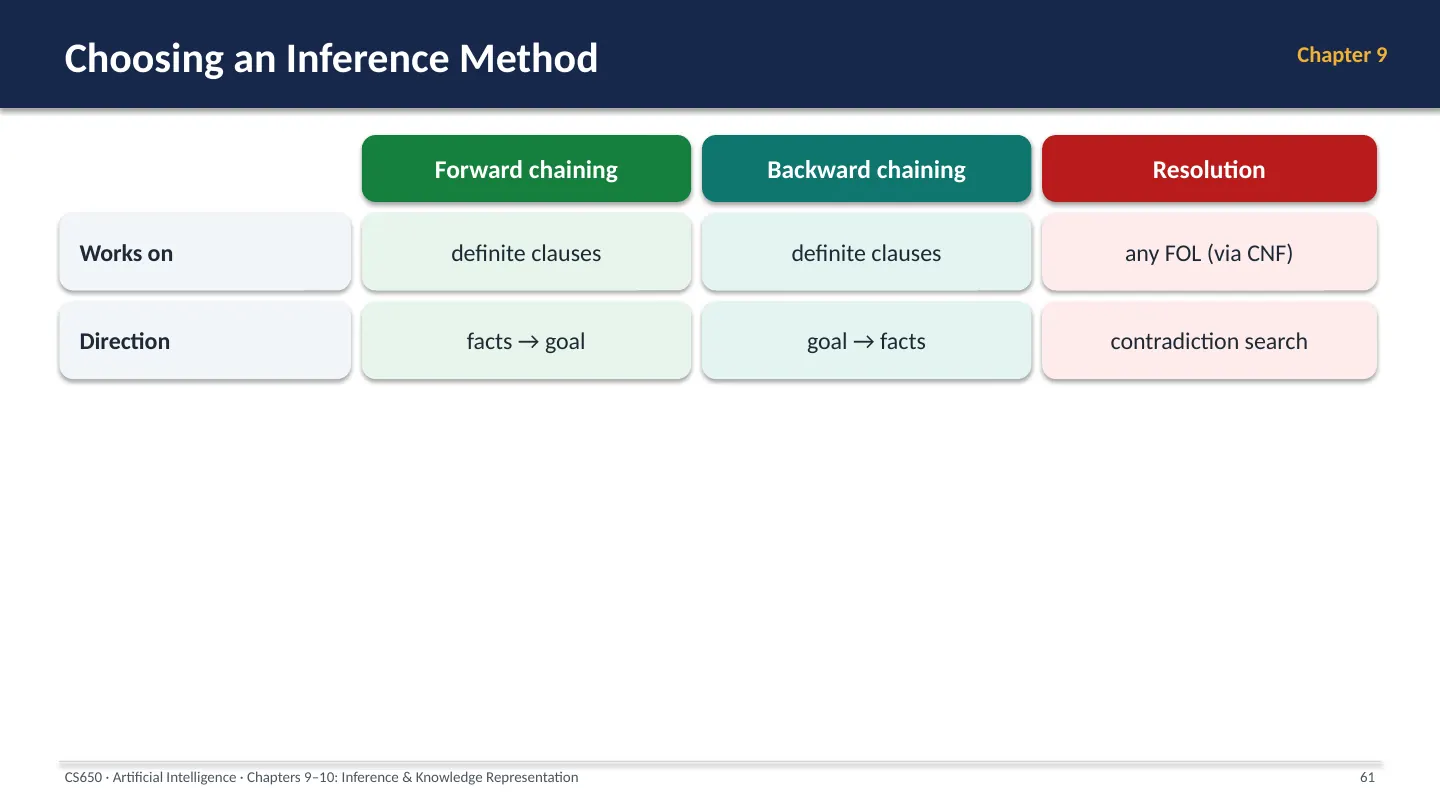 Choosing an Inference Method
Chapter 9
Forward chaining
Backward chaining
Resolution
Works on
definite clauses
definite clauses
any FOL (via CNF)
Direction
facts → goal
goal → facts
contradiction search
CS650 · Artificial Intelligence · Chapters 9–10: Inference & Knowledge Representation
61